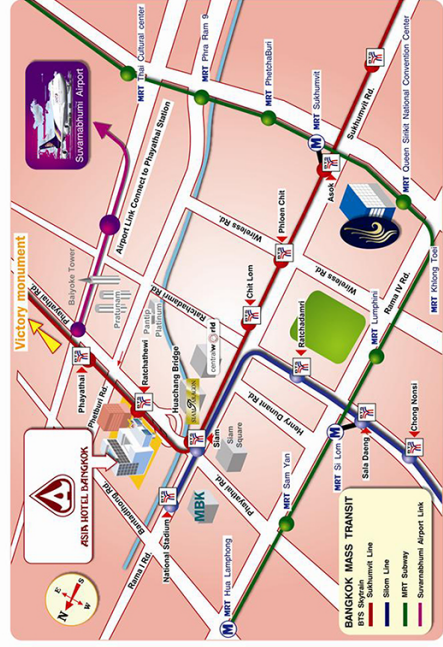 Victory monument
Phayathai Rd.
ASIA HOTEL BANGKOK
Suvarnabhumi Airport
Baiyoke Tower
Phayathai
Phetburi Rd.
Banthadthong Rd.
Airport Link Connect to Phayathai Station
Pratunam
MRT Thai Cultural center
Rama I Rd.
Ratchathewi
Pantip
Platinum
Ratchadamri Rd.
National Stadium
Huachang Bridge
SIAM PARAGON
MRT Phra Ram 9
MBK
Siam
Siam
Square
centralworld
MRT Hua Lamphong
Phayathai Rd.
Chit Lom
Wireless Rd.
MRT PhetchaBuri
Phloen Chit
MRT Sam Yan
Henry Dunant Rd.
Ratchadamri
Wireless Rd.
MRT Sukhumvit
Asok
MRT Si Lom
Sala Daeng
MRT Lumphini
Rama IV Rd.
Sukhumvit Rd.
Chong Nonsi
MRT Khlong Toei
MRT Queen Sirikit National Convention Center
N
E
S
W
BANGKOK MASS TRANSIT
BTS Skytrain
Sukhumvit Line
Silom Line
MRT Subway
Suvarnabhumi Airport Link